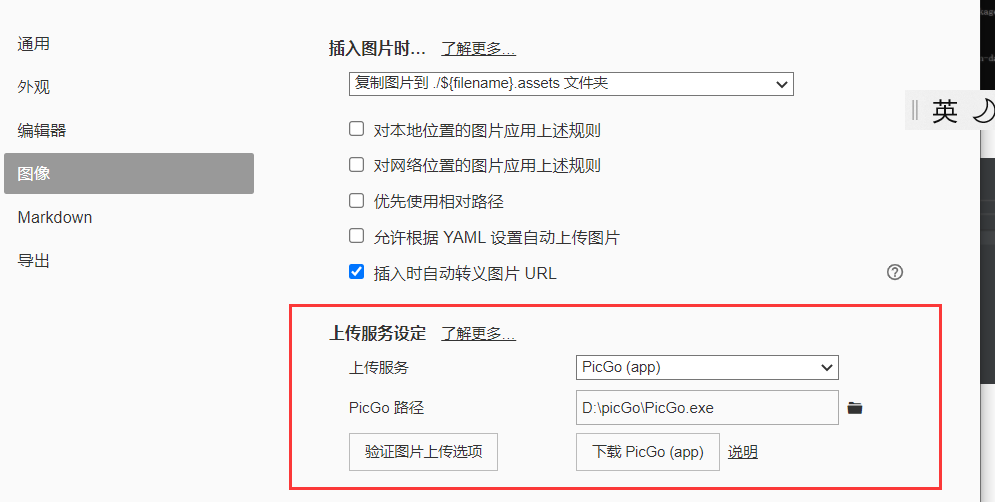 通用
外观
编辑器
图像
Markdown
导出
插入图片时... 了解更多...
复制图片到 ./${filename}.assets 文件夹
对本地位置的图片应用上述规则
对网络位置的图片应用上述规则
优先使用相对路径
允许根据 YAML 设置自动上传图片
插入时自动转义图片 URL
上传服务设定 了解更多...
上传服务 PicGo (app)
PicGo 路径 D:\picGo\PicGo.exe
验证图片上传选项 下载 PicGo (app) 说明
英